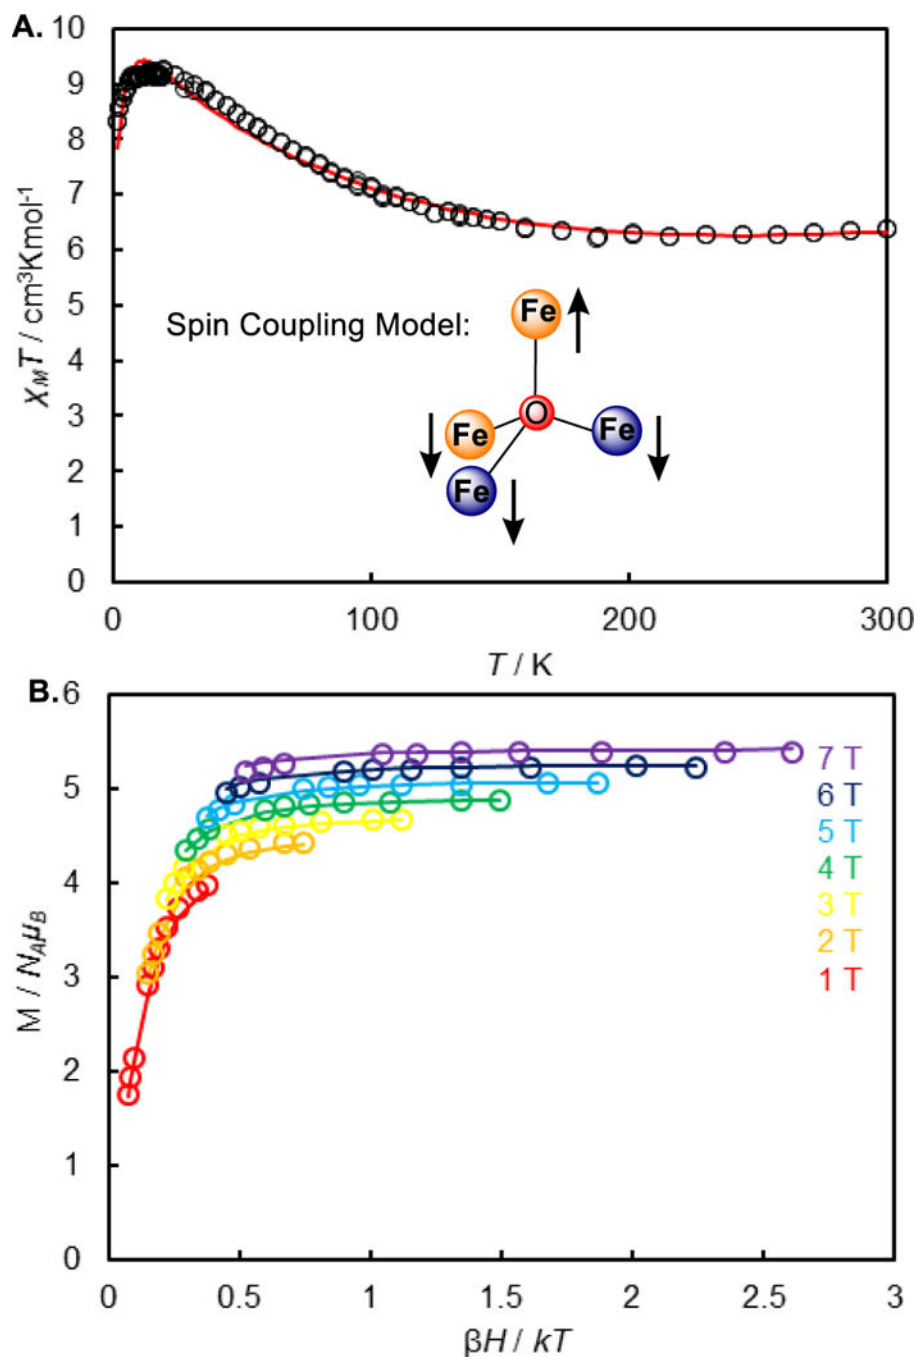 A.
10
9
8
7
6
5
4
3
2
1
0
χMT / cm³Kmol⁻¹
Spin Coupling Model:
Fe
O
Fe
Fe
Fe
0 100 200 300
T / K
B.
6
5
4
3
2
1
0
M / NAμB
7 T
6 T
5 T
4 T
3 T
2 T
1 T
0 0.5 1 1.5 2 2.5 3
βH / kT